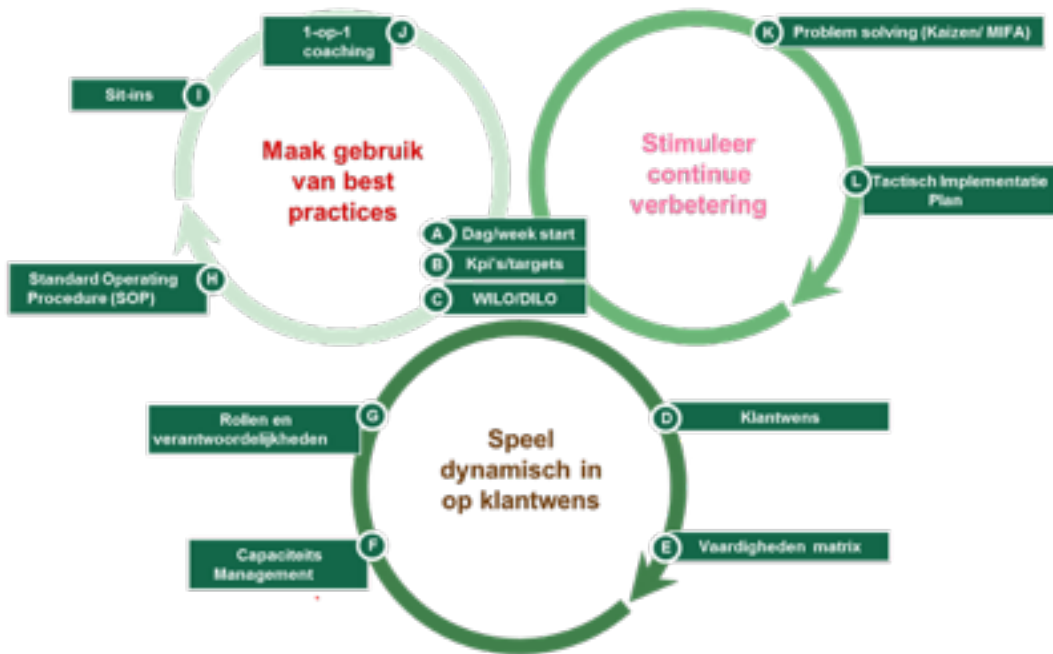 1-op-1
coaching
J
K
Problem solving (Kaizen/ MIFA)
Sit-ins
I
Maak gebruik
van best
practices
Stimuleer
continue
verbetering
L
Tactisch Implementatie
Plan
A
Dag/week start
B
Kpi's/targets
C
WILO/DILO
Standard Operating
Procedure (SOP)
H
Rollen en
verantwoordelijkheden
G
Speel
dynamisch in
op klantwens
D
Klantwens
Capaciteits
Management
F
E
Vaardigheden matrix